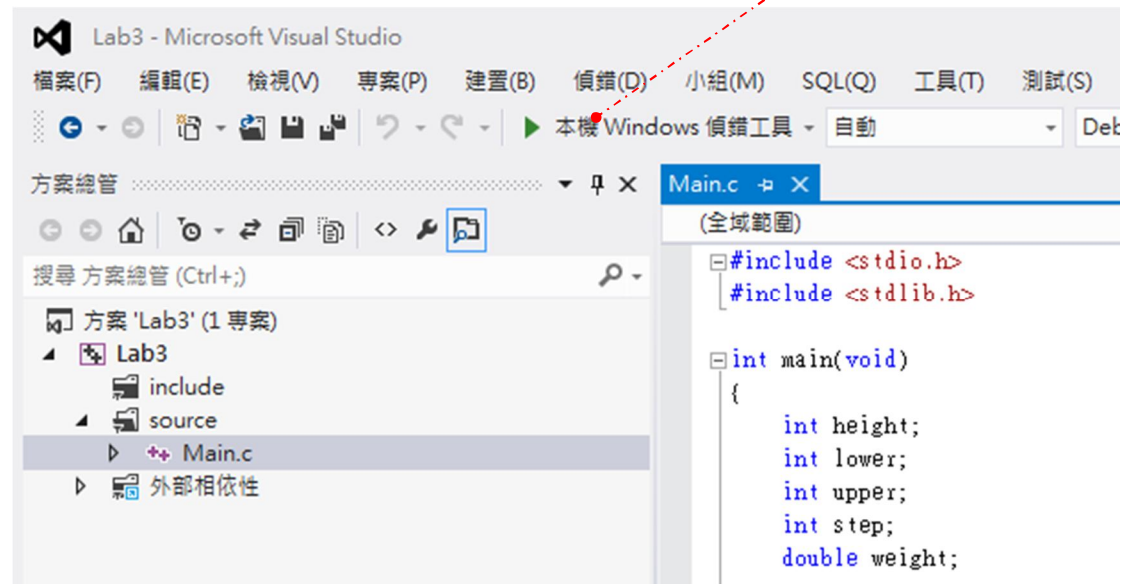 Lab3 - Microsoft Visual Studio
檔案(F) 編輯(E) 檢視(V) 專案(P) 建置(B) 偵錯(D) 小組(M) SQL(Q) 工具(T) 測試(S)
本機 Windows 偵錯工具 自動 Deb
方案總管
搜尋 方案總管 (Ctrl+;)
方案 'Lab3' (1 專案)
Lab3
include
source
Main.c
外部相依性
Main.c
(全域範圍)
#include <stdio.h>
#include <stdlib.h>
int main(void)
{
int height;
int lower;
int upper;
int step;
double weight;